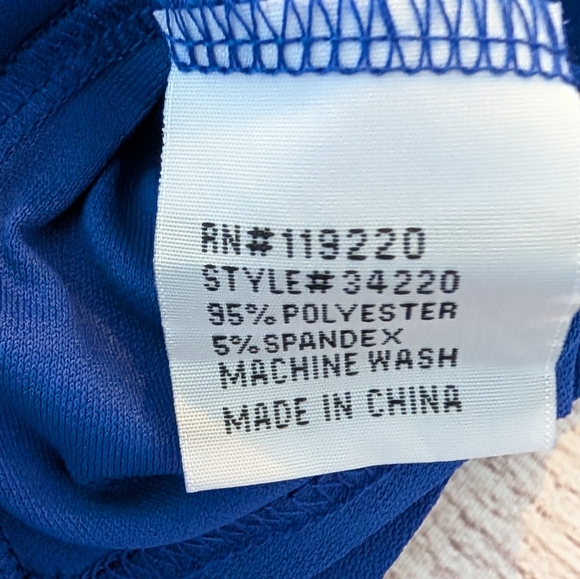 RN#119220
STYLE#34220
95%POLYESTER
5%SPANDEX
MACHINE WASH
MADE IN CHINA